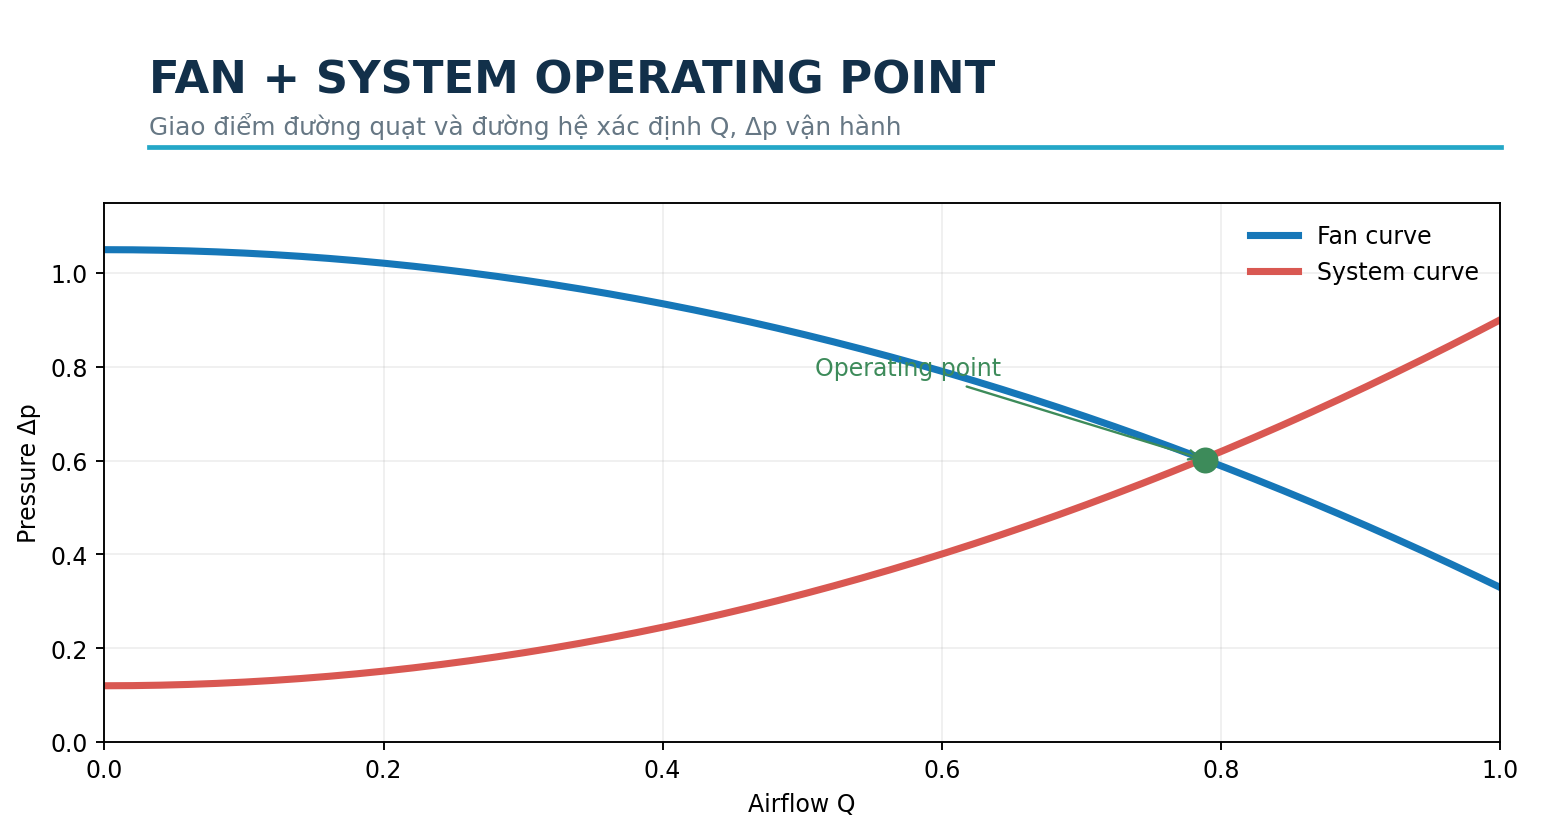 FAN + SYSTEM OPERATING POINT
Giao điểm đường quạt và đường hệ xác định Q, Δp vận hành
Fan curve
System curve
Operating point
Pressure Δp
1.0
0.8
0.6
0.4
0.2
0.0
0.0 0.2 0.4 0.6 0.8 1.0
Airflow Q